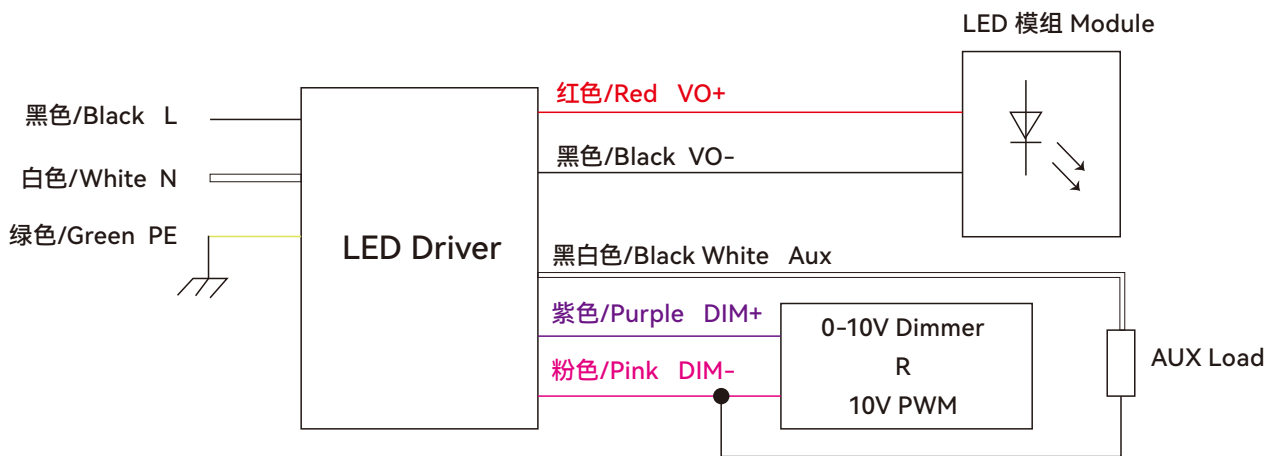 LED 模组 Module
红色/Red VO+
黑色/Black L
黑色/Black VO-
白色/White N
绿色/Green PE
LED Driver
黑白色/Black White Aux
紫色/Purple DIM+
0-10V Dimmer
R
10V PWM
粉色/Pink DIM-
AUX Load